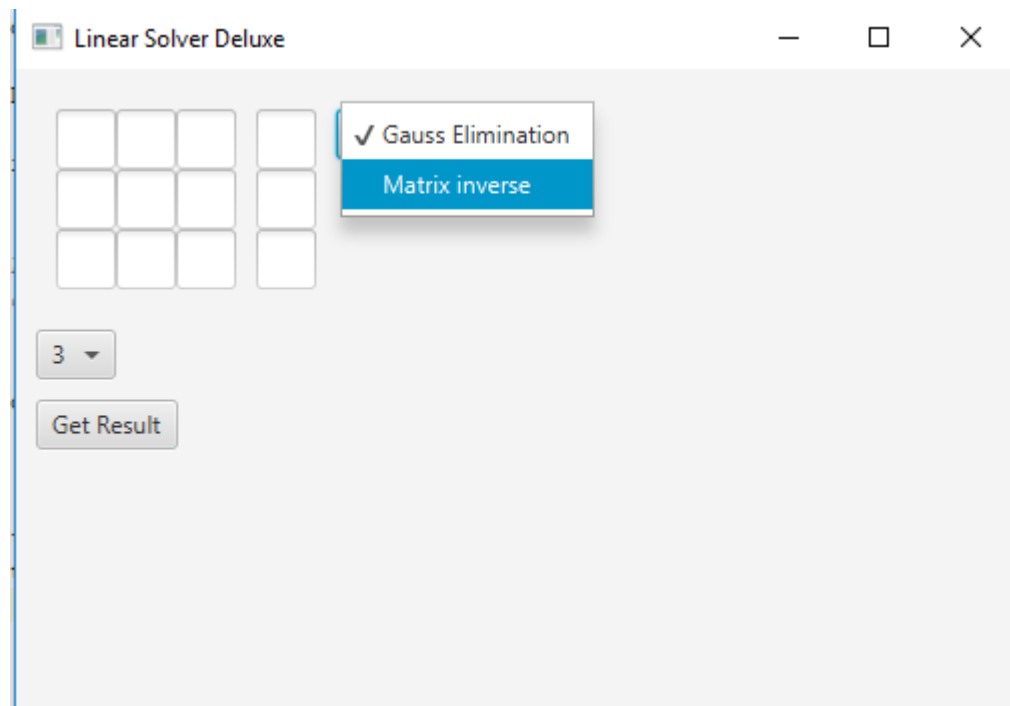 Linear Solver Deluxe
✓ Gauss Elimination
Matrix inverse
3
Get Result